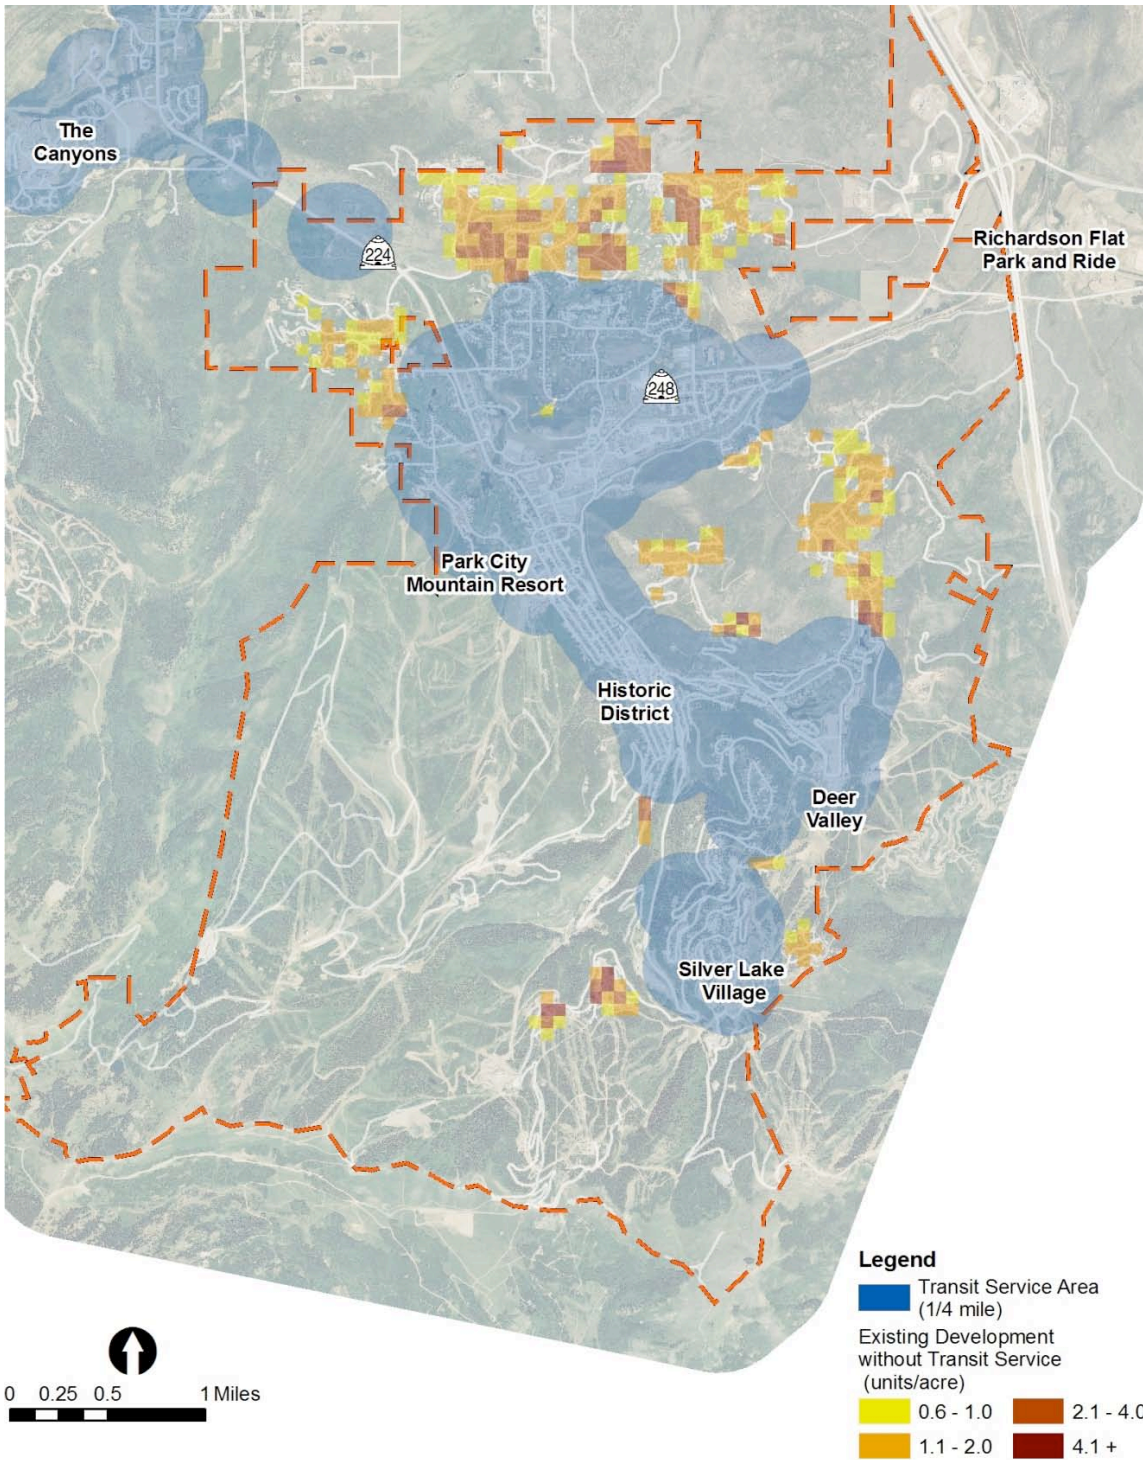 The
Canyons
224
Richardson Flat
Park and Ride
248
Park City
Mountain Resort
Historic
District
Deer
Valley
Silver Lake
Village
Legend
Transit Service Area
(1/4 mile)
Existing Development
without Transit Service
(units/acre)
0.6 - 1.0
2.1 - 4.0
1.1 - 2.0
4.1 +
0 0.25 0.5 1 Miles